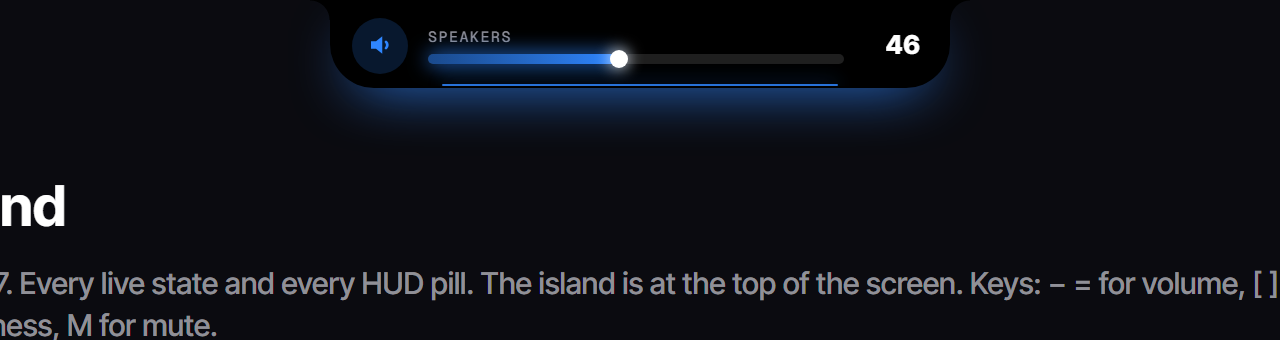 SPEAKERS
46
nd
7. Every live state and every HUD pill. The island is at the top of the screen. Keys: − = for volume, [ ]
ness, M for mute.